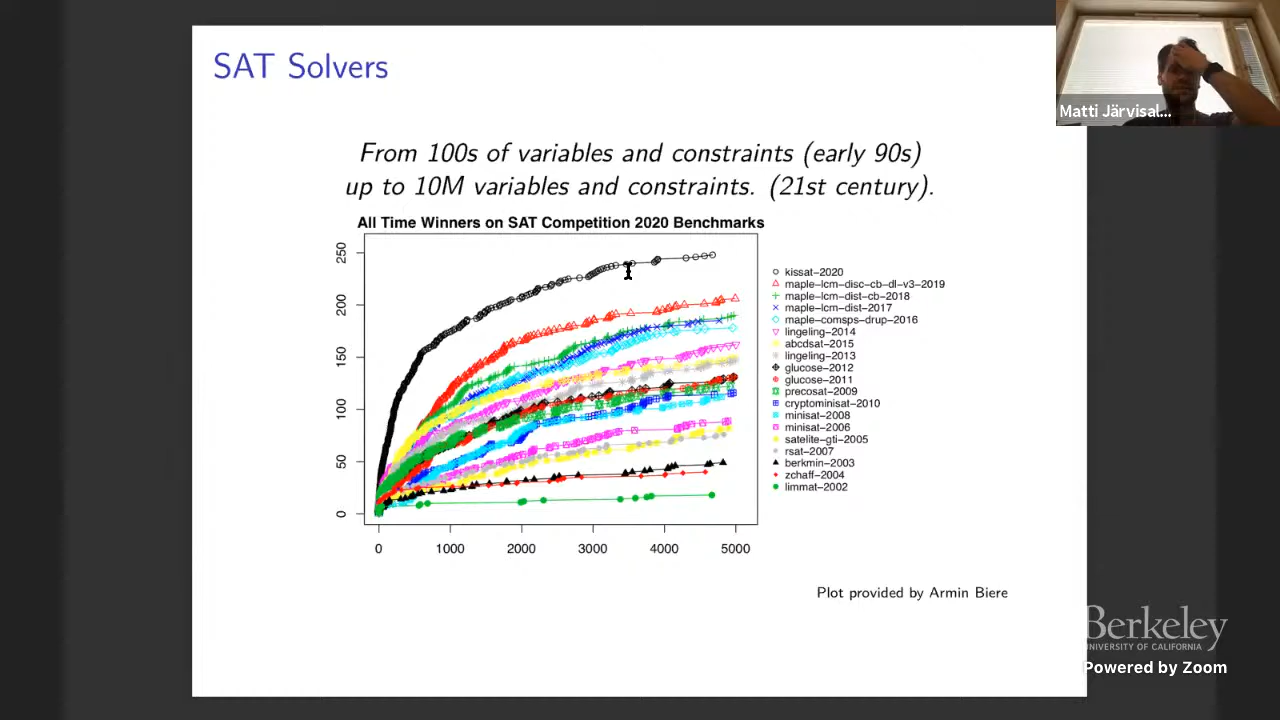 SAT Solvers
Matti Järvisal...
From 100s of variables and constraints (early 90s)
up to 10M variables and constraints. (21st century).
All Time Winners on SAT Competition 2020 Benchmarks
250
200
150
100
50
0
0 1000 2000 3000 4000 5000
kissat−2020
maple−lcm−disc−cb−dl−v3−2019
maple−lcm−dist−cb−2018
maple−lcm−dist−2017
maple−comsps−drup−2016
lingeling−2014
abcdsat−2015
lingeling−2013
glucose−2012
glucose−2011
precosat−2009
cryptominisat−2010
minisat−2008
minisat−2006
satelite−gti−2005
rsat−2007
berkmin−2003
zchaff−2004
limmat−2002
Plot provided by Armin Biere
Berkeley
UNIVERSITY OF CALIFORNIA
Powered by Zoom